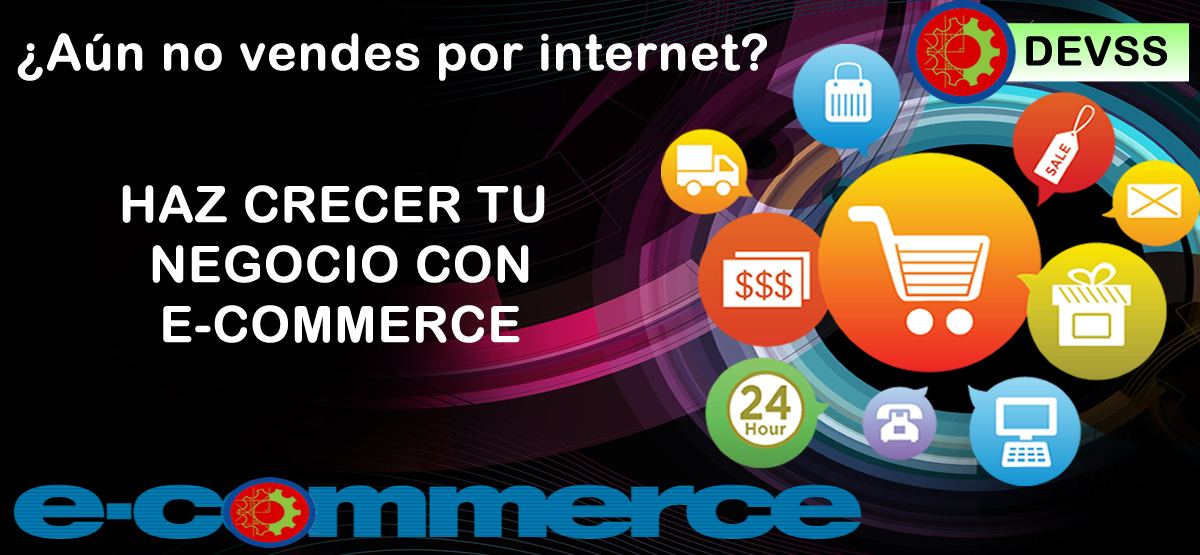 ¿Aún no vendes por internet?
DEVSS
HAZ CRECER TU
NEGOCIO CON
E-COMMERCE
SALE
$$$
24
Hour
e-commerce